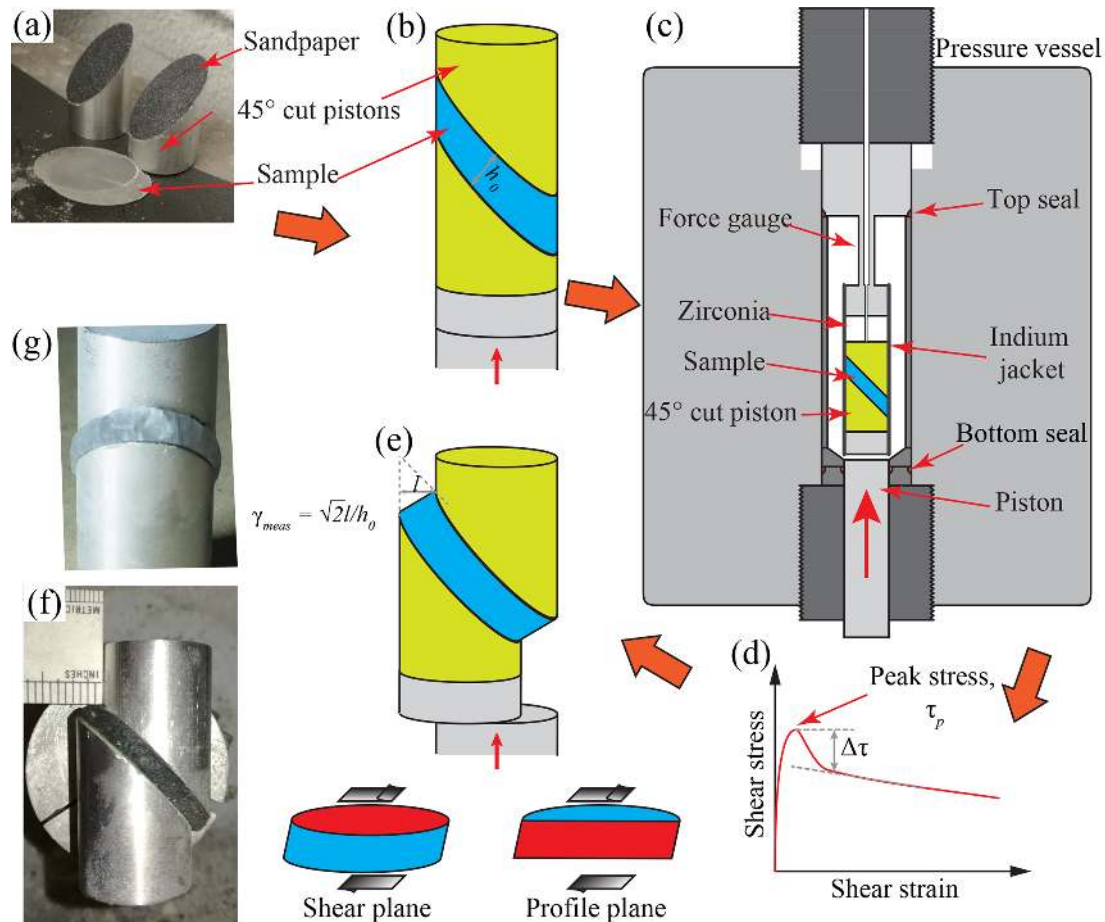 (a)
Sandpaper
45° cut pistons
Sample
(b)
h₀
(c)
Pressure vessel
Force gauge
Top seal
Zirconia
Indium
jacket
Sample
45° cut piston
Bottom seal
Piston
(g)
(e)
l
γmeas = √2l/h₀
(f)
METRIC
INCHES
(d)
Peak stress,
τp
Δτ
Shear stress
Shear strain
Shear plane
Profile plane